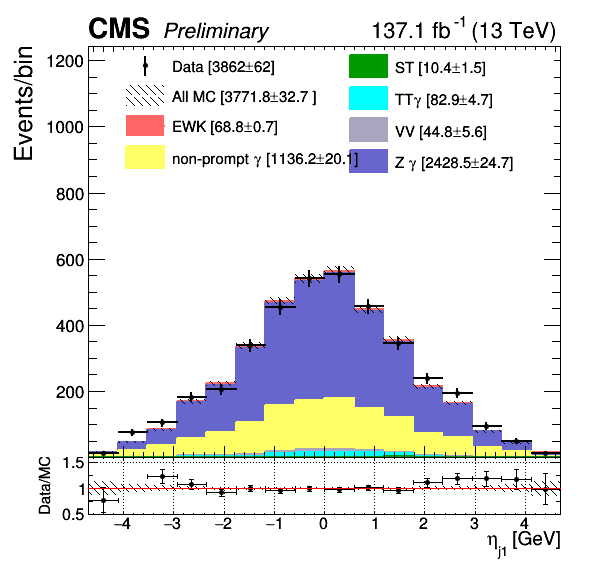 CMS Preliminary 137.1 fb⁻¹ (13 TeV)
Events/bin
1200
1000
800
600
400
200
Data [3862±62]
All MC [3771.8±32.7 ]
EWK [68.8±0.7]
non-prompt γ [1136.2±20.1]
ST [10.4±1.5]
TTγ [82.9±4.7]
VV [44.8±5.6]
Z γ [2428.5±24.7]
Data/MC
1.5
1
0.5
−4 −3 −2 −1 0 1 2 3 4
η_j1 [GeV]